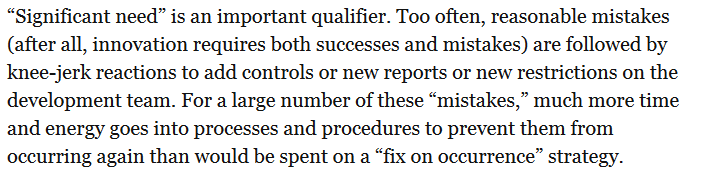 “Significant need” is an important qualifier. Too often, reasonable mistakes
(after all, innovation requires both successes and mistakes) are followed by
knee-jerk reactions to add controls or new reports or new restrictions on the
development team. For a large number of these “mistakes,” much more time
and energy goes into processes and procedures to prevent them from
occurring again than would be spent on a “fix on occurrence” strategy.